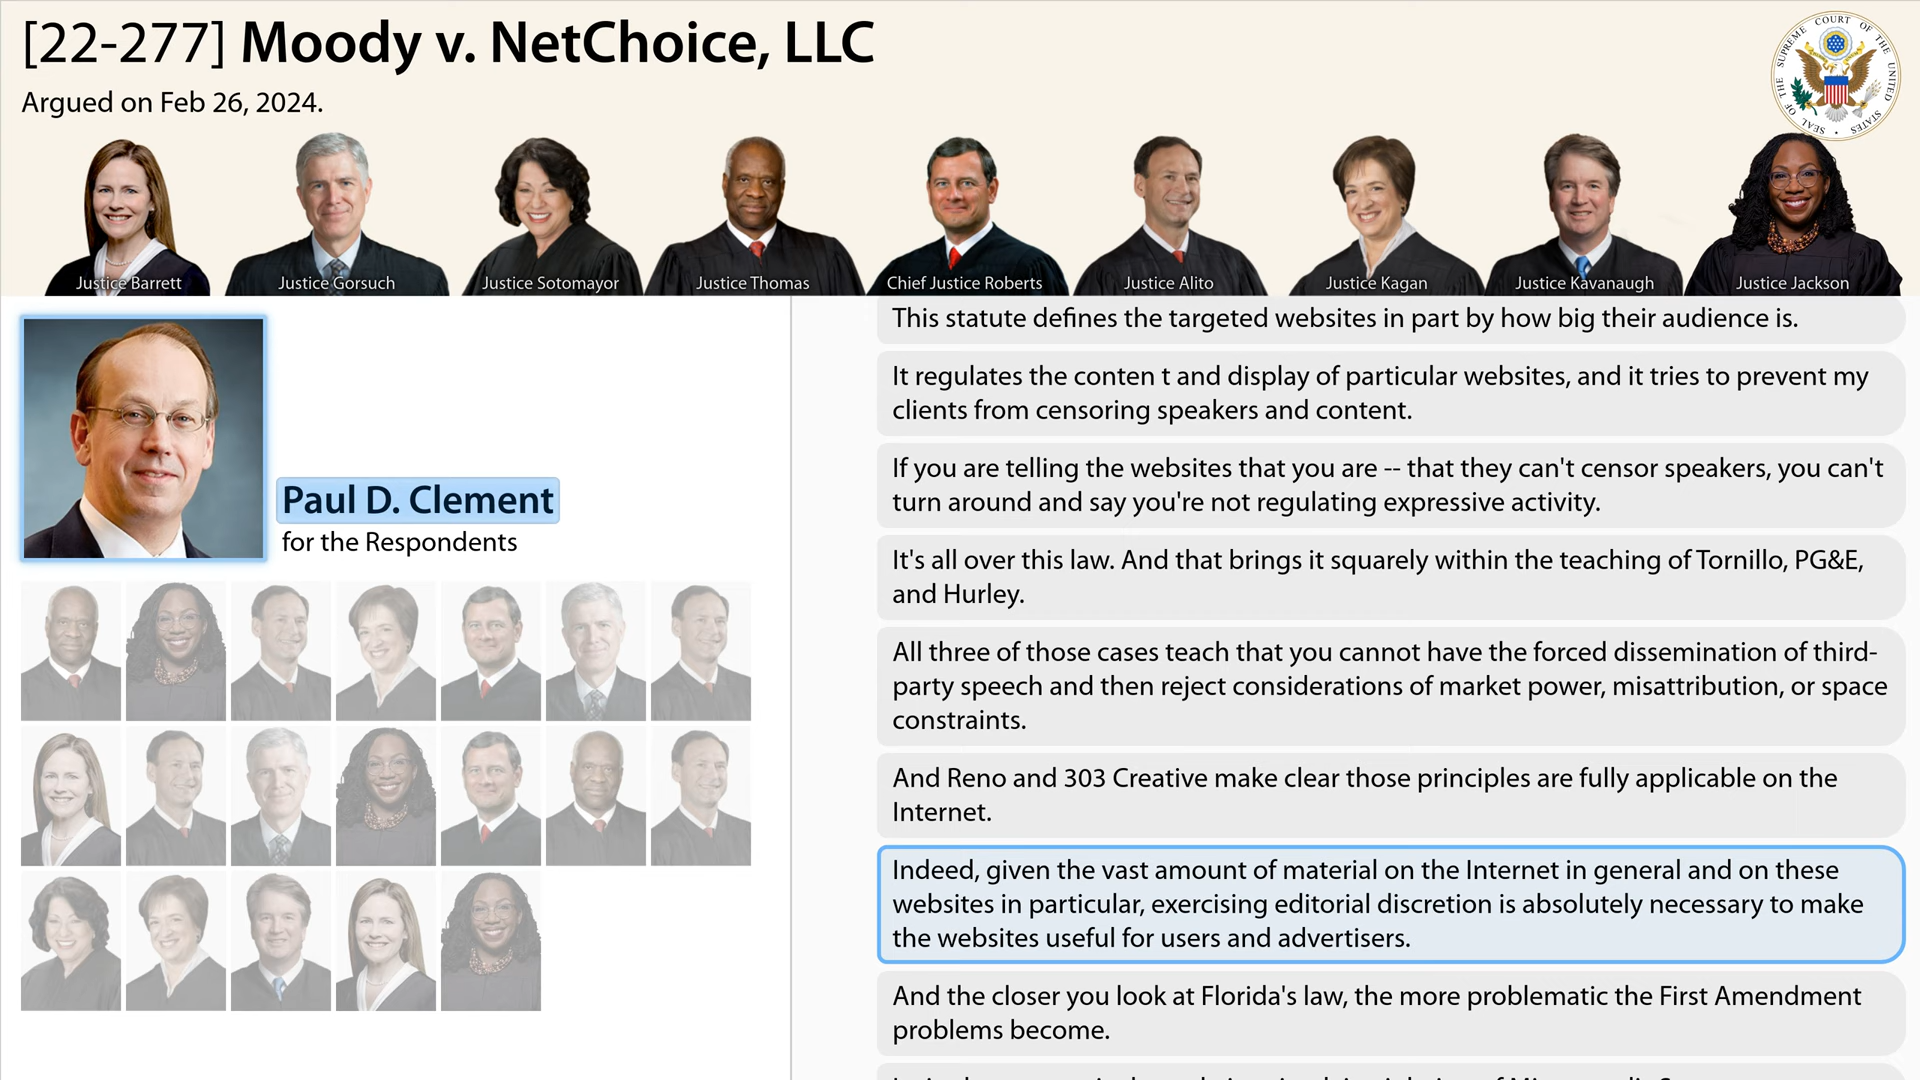 [22-277] Moody v. NetChoice, LLC
Argued on Feb 26, 2024.
SEAL OF THE SUPREME COURT OF THE UNITED STATES
Justice Barrett
Justice Gorsuch
Justice Sotomayor
Justice Thomas
Chief Justice Roberts
Justice Alito
Justice Kagan
Justice Kavanaugh
Justice Jackson
Paul D. Clement
for the Respondents
This statute defines the targeted websites in part by how big their audience is.
It regulates the conten t and display of particular websites, and it tries to prevent my
clients from censoring speakers and content.
If you are telling the websites that you are -- that they can't censor speakers, you can't
turn around and say you're not regulating expressive activity.
It's all over this law. And that brings it squarely within the teaching of Tornillo, PG&E,
and Hurley.
All three of those cases teach that you cannot have the forced dissemination of third-
party speech and then reject considerations of market power, misattribution, or space
constraints.
And Reno and 303 Creative make clear those principles are fully applicable on the
Internet.
Indeed, given the vast amount of material on the Internet in general and on these
websites in particular, exercising editorial discretion is absolutely necessary to make
the websites useful for users and advertisers.
And the closer you look at Florida's law, the more problematic the First Amendment
problems become.